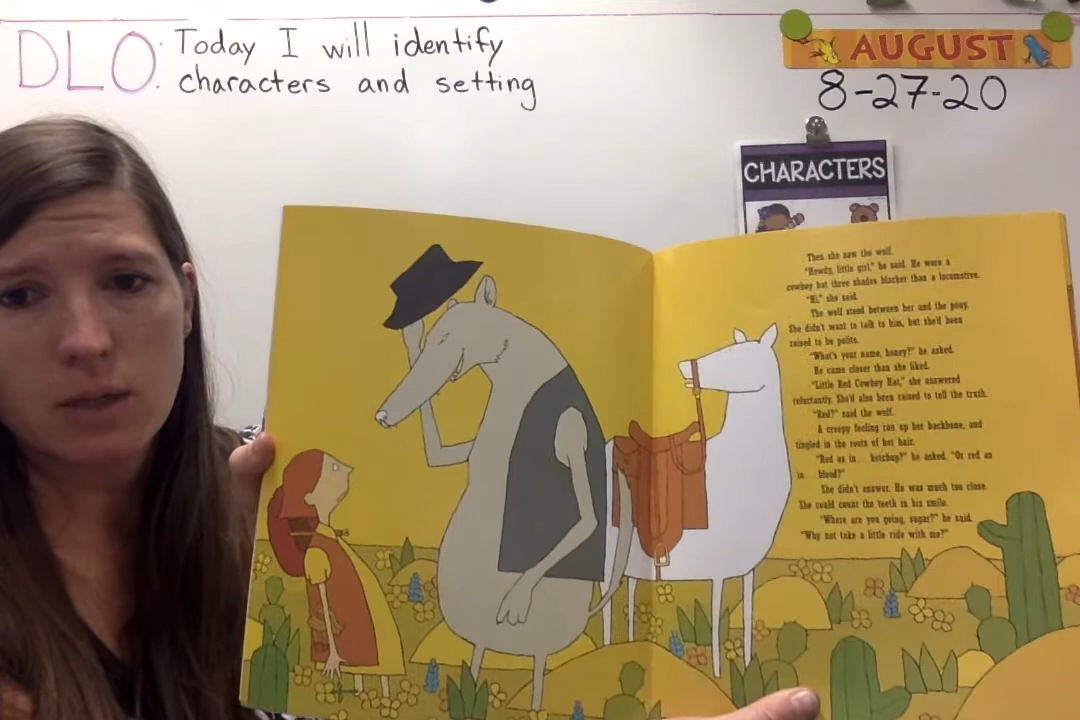 DLO: Today I will identify
characters and setting
AUGUST
8-27-20
CHARACTERS
Then she saw the wolf.
"Howdy, little girl," he said. He wore a
cowboy hat three shades blacker than a locomotive.
"Hi," she said.
The wolf stood between her and the pony.
She didn't want to talk to him, but she'd been
raised to be polite.
"What's your name, honey?" he asked.
He came closer than she liked.
"Little Red Cowboy Hat," she answered
reluctantly. She'd also been raised to tell the truth.
"Red?" said the wolf.
A creepy feeling ran up her backbone, and
tingled in the roots of her hair.
"Red as in ketchup?" he asked. "Or red as
in blood?"
She didn't answer. He was much too close.
She could count the teeth in his smile.
"Where are you going, sugar?" he said.
"Why not take a little ride with me?"